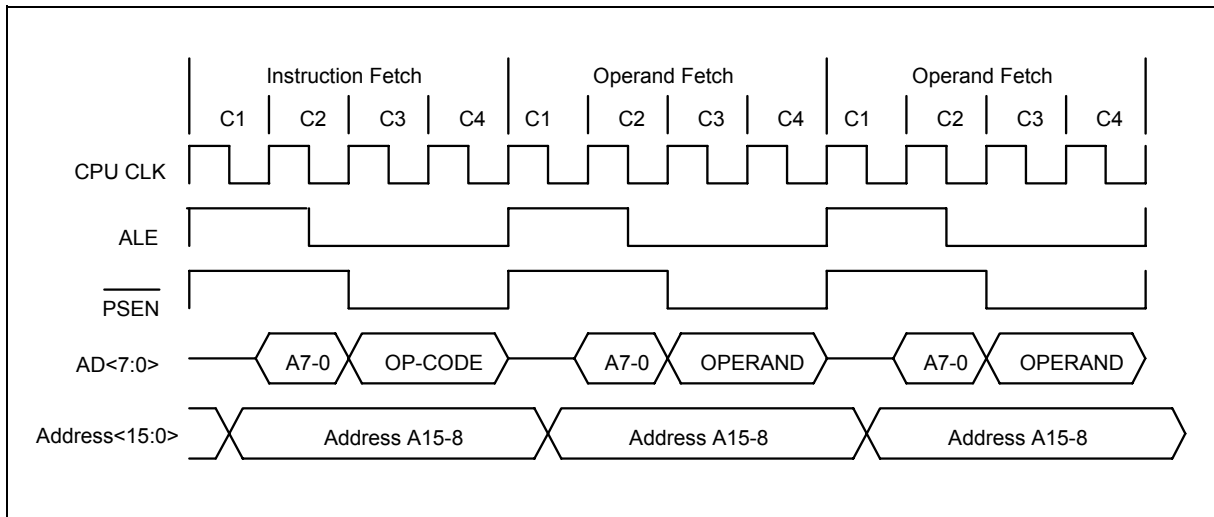 Instruction Fetch Operand Fetch Operand Fetch
C1 C2 C3 C4 C1 C2 C3 C4 C1 C2 C3 C4
CPU CLK
ALE
PSEN
AD<7:0> A7-0 OP-CODE A7-0 OPERAND A7-0 OPERAND
Address<15:0> Address A15-8 Address A15-8 Address A15-8